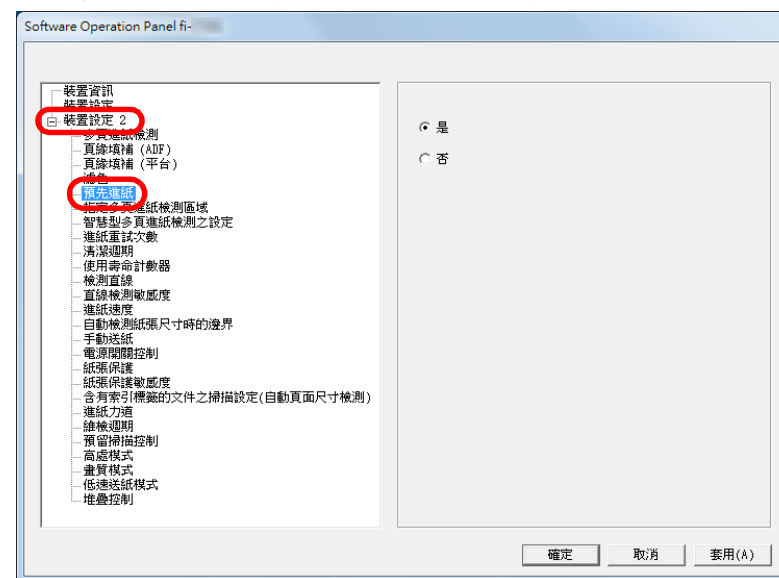 Software Operation Panel fi-
裝置資訊
裝置設定
裝置設定 2
多頁進紙檢測
頁緣填補 (ADF)
頁緣填補 (平台)
濾色
預先進紙
指定多頁進紙檢測區域
智慧型多頁進紙檢測之設定
進紙重試次數
清潔週期
使用壽命計數器
檢測直線
直線檢測敏感度
進紙速度
自動檢測紙張尺寸時的邊界
手動送紙
電源開關控制
紙張保護
紙張保護敏感度
含有索引標籤的文件之掃描設定(自動頁面尺寸檢測)
進紙力道
維檢週期
預留掃描控制
高處模式
畫質模式
低速送紙模式
堆疊控制
是
否
確定
取消
套用(A)